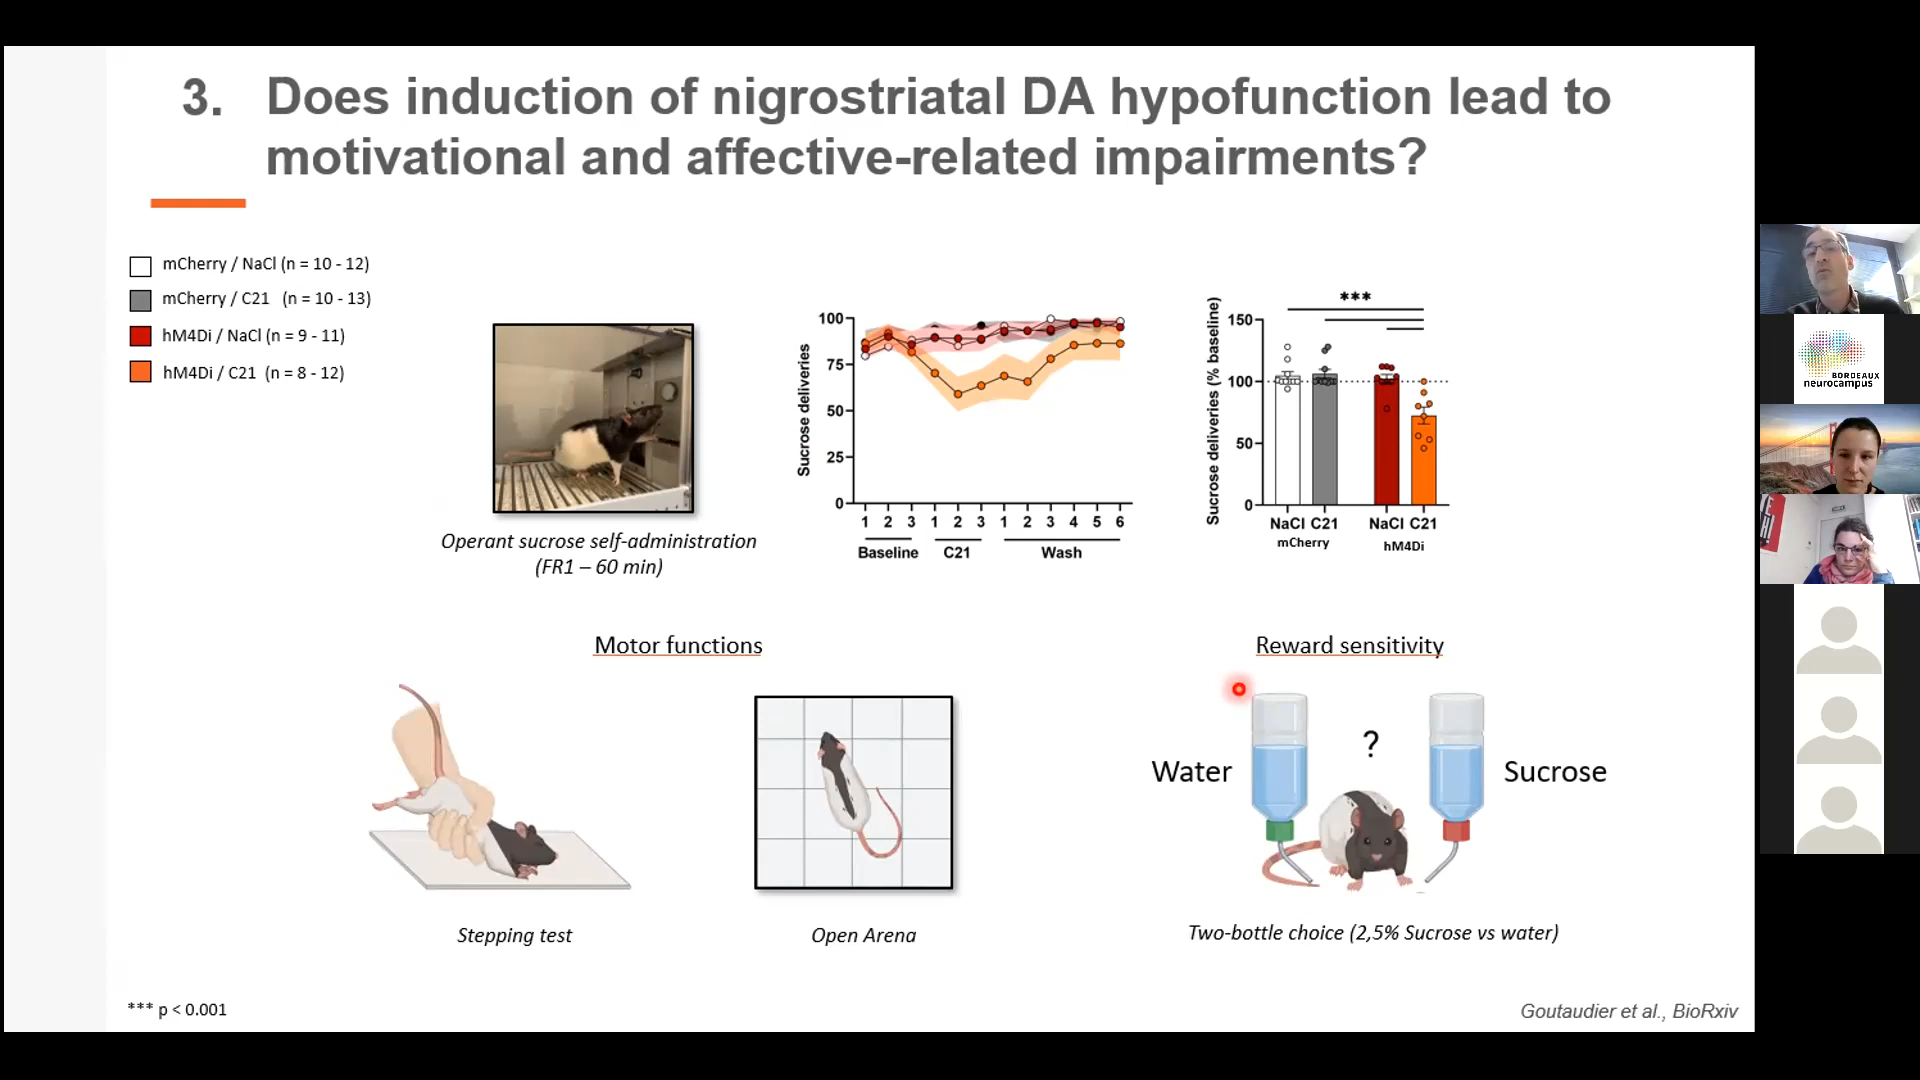 3. Does induction of nigrostriatal DA hypofunction lead to
motivational and affective-related impairments?
mCherry / NaCl (n = 10 - 12)
mCherry / C21 (n = 10 - 13)
hM4Di / NaCl (n = 9 - 11)
hM4Di / C21 (n = 8 - 12)
Operant sucrose self-administration
(FR1 – 60 min)
Sucrose deliveries
100
75
50
25
0
1 2 3 1 2 3 1 2 3 4 5 6
Baseline C21 Wash
Sucrose deliveries (% baseline)
***
150
100
50
0
NaCl C21 NaCl C21
mCherry hM4Di
Motor functions
Reward sensitivity
Water
?
Sucrose
Stepping test
Open Arena
Two-bottle choice (2,5% Sucrose vs water)
*** p < 0.001
Goutaudier et al., BioRxiv
BORDEAUX
neurocampus